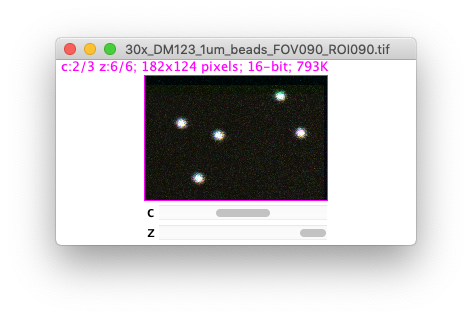 30x_DM123_1um_beads_FOV090_ROI090.tif
c:2/3 z:6/6; 182x124 pixels; 16-bit; 793K
C
Z